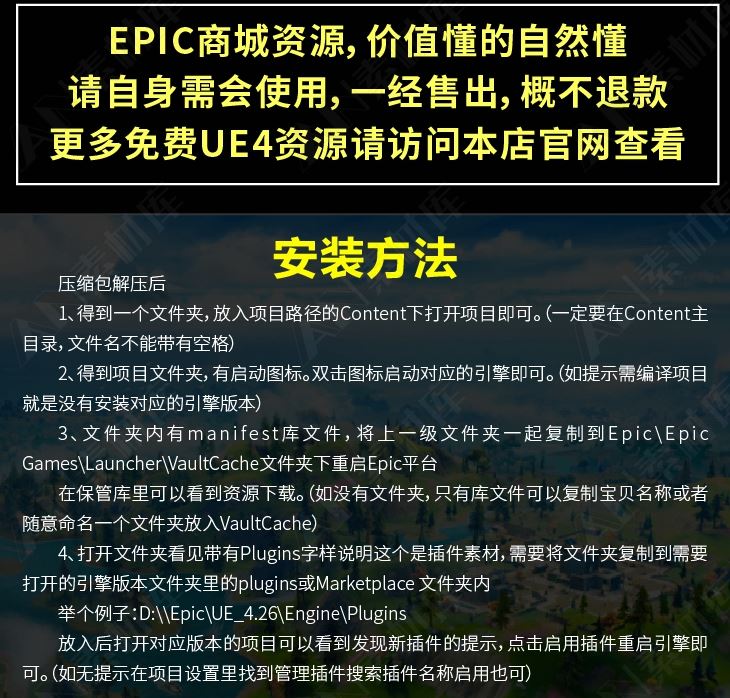 EPIC商城资源，价值懂的自然懂
请自身需会使用，一经售出，概不退款
更多免费UE4资源请访问本店官网查看
安装方法
压缩包解压后
1、得到一个文件夹，放入项目路径的Content下打开项目即可。（一定要在Content主
目录，文件名不能带有空格）
2、得到项目文件夹，有启动图标。双击图标启动对应的引擎即可。（如提示需编译项目
就是没有安装对应的引擎版本）
3、文件夹内有manifest库文件，将上一级文件夹一起复制到Epic\Epic
Games\Launcher\VaultCache文件夹下重启Epic平台
在保管库里可以看到资源下载。（如没有文件夹，只有库文件可以复制宝贝名称或者
随意命名一个文件夹放入VaultCache）
4、打开文件夹看见带有Plugins字样说明这个是插件素材，需要将文件夹复制到需要
打开的引擎版本文件夹里的plugins或Marketplace 文件夹内
举个例子：D:\\Epic\UE_4.26\Engine\Plugins
放入后打开对应版本的项目可以看到发现新插件的提示，点击启用插件重启引擎即
可。（如无提示在项目设置里找到管理插件搜索插件名称启用也可）